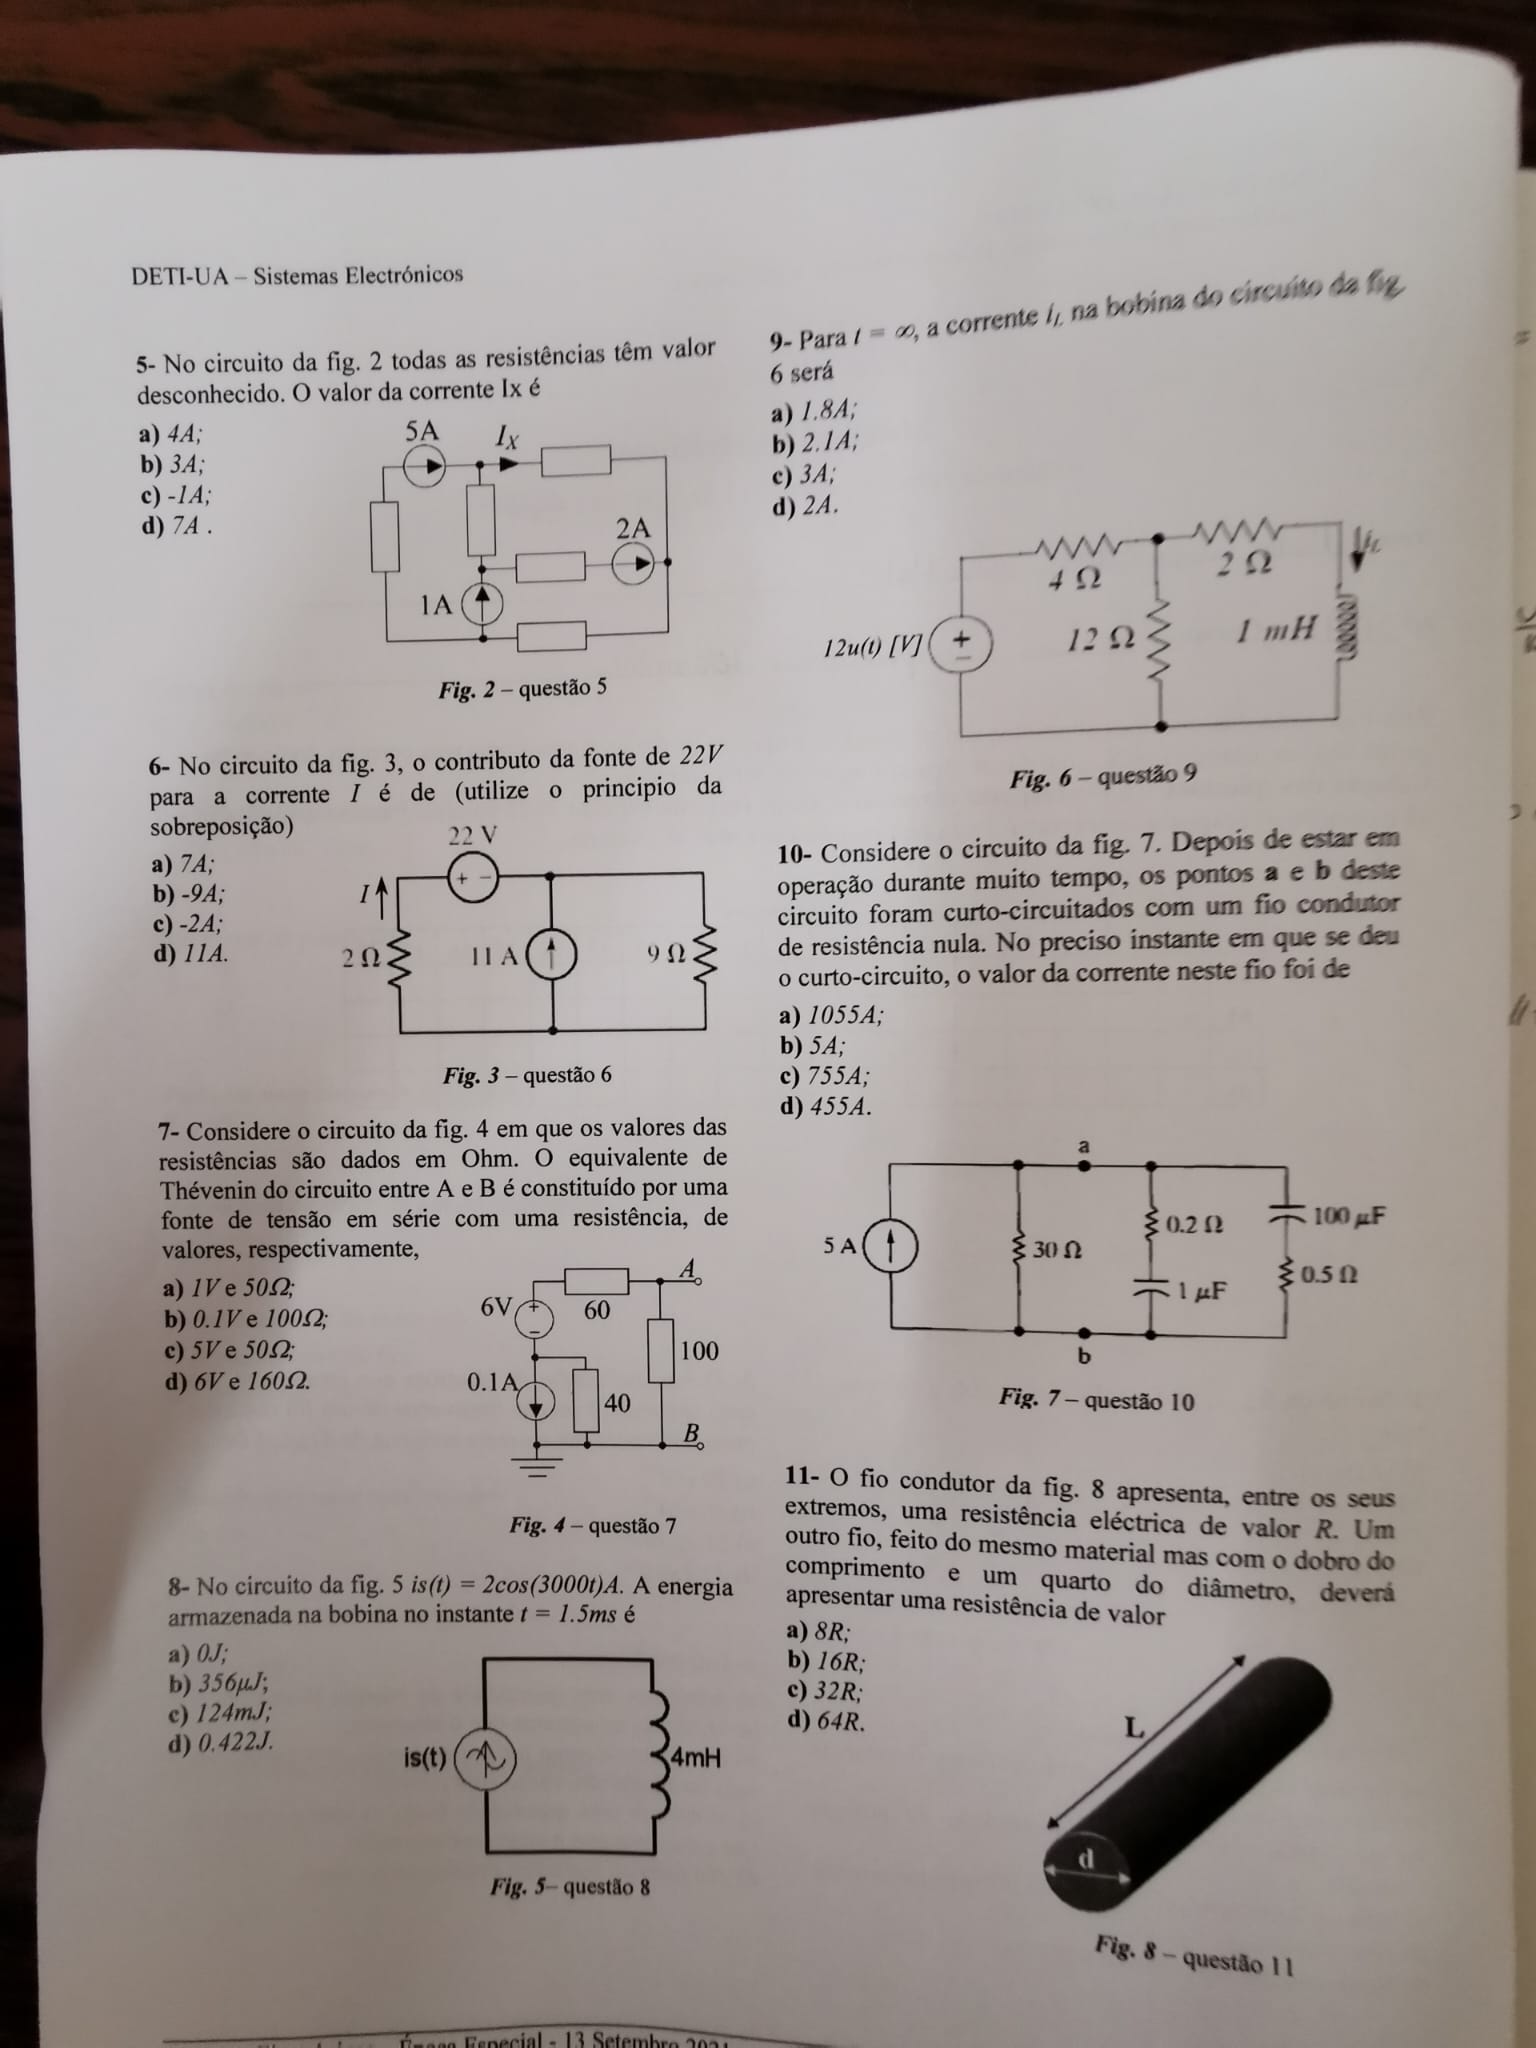 DETI-UA – Sistemas Electrónicos
5- No circuito da fig. 2 todas as resistências têm valor
desconhecido. O valor da corrente Ix é
a) 4A;
b) 3A;
c) -1A;
d) 7A .
5A
I_X
2A
1A
Fig. 2 – questão 5
6- No circuito da fig. 3, o contributo da fonte de 22V
para a corrente I é de (utilize o principio da
sobreposição)
a) 7A;
b) -9A;
c) -2A;
d) 11A.
22 V
+ −
I
2 Ω
11 A
9 Ω
Fig. 3 – questão 6
7- Considere o circuito da fig. 4 em que os valores das
resistências são dados em Ohm. O equivalente de
Thévenin do circuito entre A e B é constituído por uma
fonte de tensão em série com uma resistência, de
valores, respectivamente,
a) 1V e 50Ω;
b) 0.1V e 100Ω;
c) 5V e 50Ω;
d) 6V e 160Ω.
A
6V
+
−
60
100
0.1A
40
B
Fig. 4 – questão 7
8- No circuito da fig. 5 is(t) = 2cos(3000t)A. A energia
armazenada na bobina no instante t = 1.5ms é
a) 0J;
b) 356μJ;
c) 124mJ;
d) 0.422J.
is(t)
4mH
Fig. 5– questão 8
9- Para t = ∞, a corrente i_L na bobina do circuito da fig.
6 será
a) 1.8A;
b) 2.1A;
c) 3A;
d) 2A.
4 Ω
2 Ω
i_L
12u(t) [V]
+
−
12 Ω
1 mH
Fig. 6 – questão 9
10- Considere o circuito da fig. 7. Depois de estar em
operação durante muito tempo, os pontos a e b deste
circuito foram curto-circuitados com um fio condutor
de resistência nula. No preciso instante em que se deu
o curto-circuito, o valor da corrente neste fio foi de
a) 1055A;
b) 5A;
c) 755A;
d) 455A.
a
5 A
30 Ω
0.2 Ω
100 μF
1 μF
0.5 Ω
b
Fig. 7 – questão 10
11- O fio condutor da fig. 8 apresenta, entre os seus
extremos, uma resistência eléctrica de valor R. Um
outro fio, feito do mesmo material mas com o dobro do
comprimento e um quarto do diâmetro, deverá
apresentar uma resistência de valor
a) 8R;
b) 16R;
c) 32R;
d) 64R.
L
d
Fig. 8 – questão 11
Época Especial - 13 Setembro